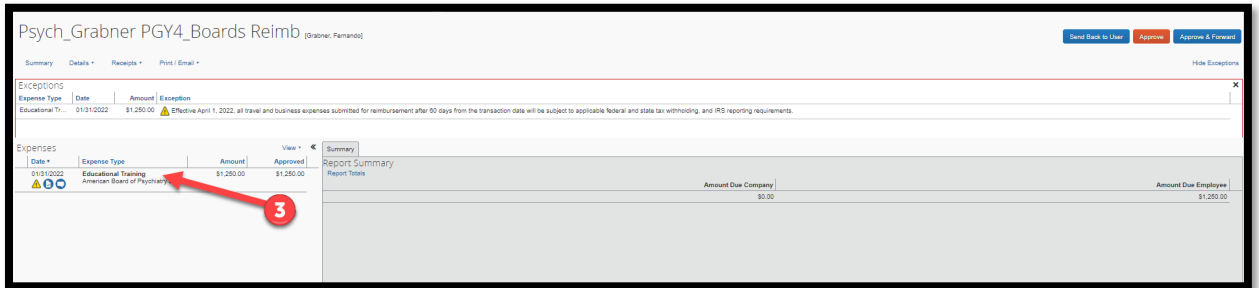 Psych_Grabner PGY4_Boards Reimb [Grabner, Fernando]
Send Back to User Approve Approve & Forward
Summary Details Receipts Print / Email Hide Exceptions
Exceptions
Expense Type Date Amount Exception
Educational Tr... 01/31/2022 $1,250.00 Effective April 1, 2022, all travel and business expenses submitted for reimbursement after 60 days from the transaction date will be subject to applicable federal and state tax withholding, and IRS reporting requirements.
Expenses View
Date Expense Type Amount Approved
01/31/2022 Educational Training $1,250.00 $1,250.00
American Board of Psychiatry
3
Summary
Report Summary
Report Totals
Amount Due Company Amount Due Employee
$0.00 $1,250.00